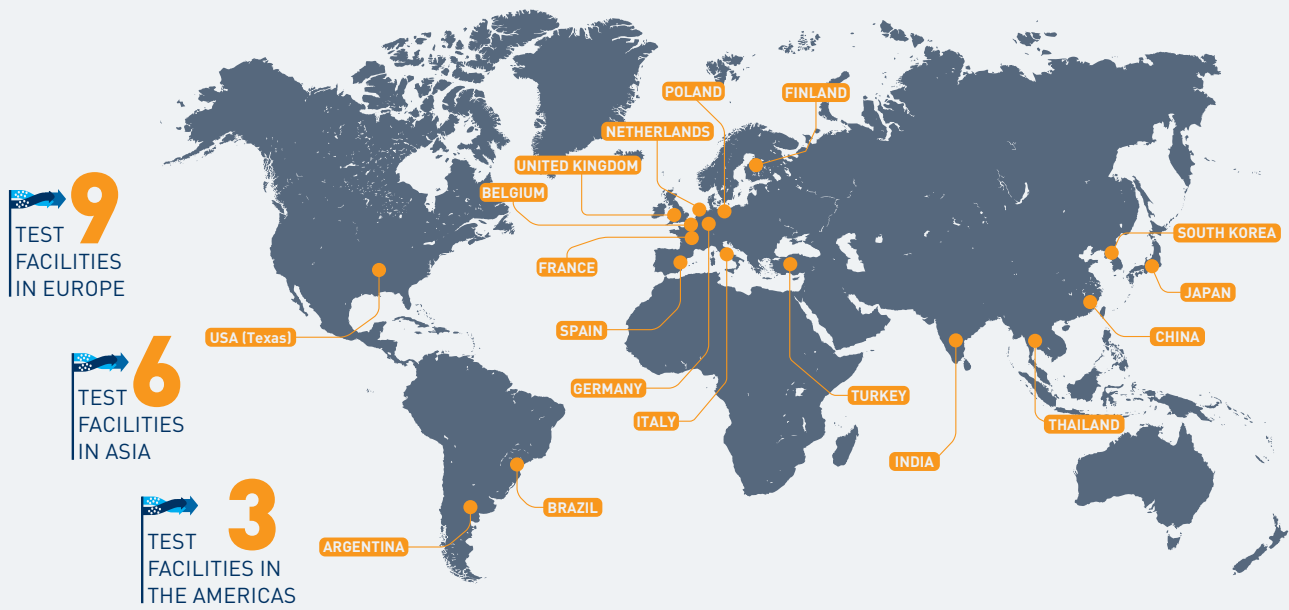 POLAND
FINLAND
NETHERLANDS
UNITED KINGDOM
BELGIUM
9
TEST
FACILITIES
IN EUROPE
SOUTH KOREA
FRANCE
JAPAN
SPAIN
USA (Texas)
CHINA
6
TEST
FACILITIES
IN ASIA
GERMANY
TURKEY
ITALY
THAILAND
INDIA
3
TEST
FACILITIES IN
THE AMERICAS
BRAZIL
ARGENTINA